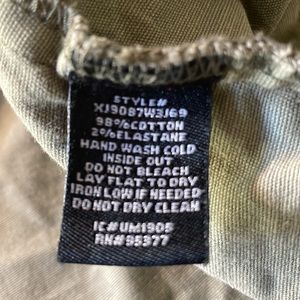 STYLE#
XJ9087W3J69
98%COTTON
2%ELASTANE
HAND WASH COLD
INSIDE OUT
DO NOT BLEACH
LAY FLAT TO DRY
IRON LOW IF NEEDED
DO NOT DRY CLEAN
IC#UM1905
RN#95377